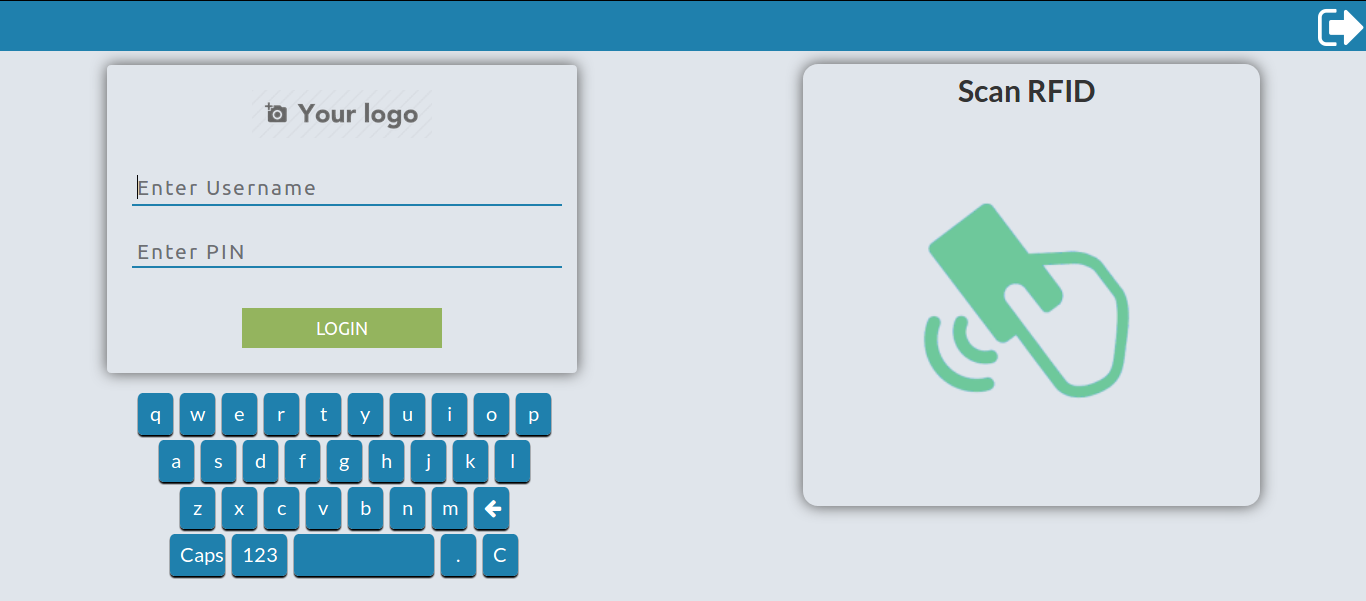 Your logo
Enter Username
Enter PIN
LOGIN
q w e r t y u i o p
a s d f g h j k l
z x c v b n m
Caps 123 . C
Scan RFID